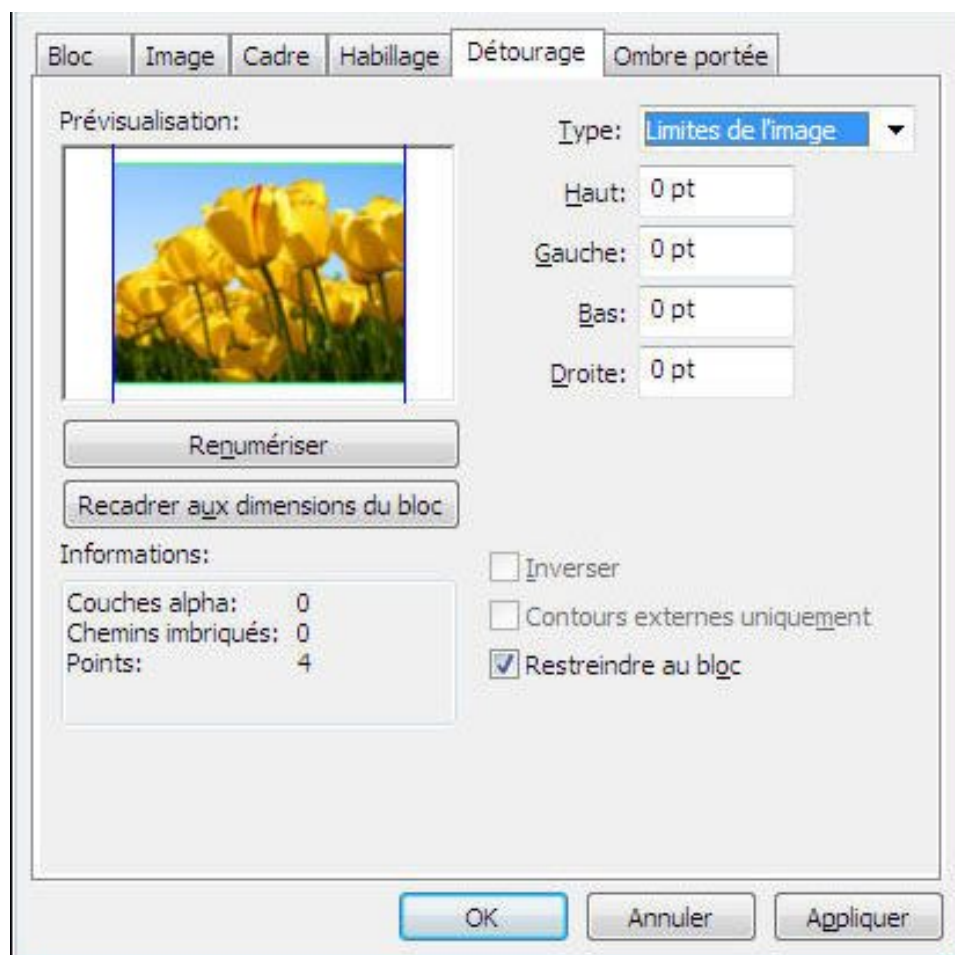 Bloc Image Cadre Habillage Détourage Ombre portée
Prévisualisation:
Type: Limites de l'image
Haut: 0 pt
Gauche: 0 pt
Bas: 0 pt
Droite: 0 pt
Renumériser
Recadrer aux dimensions du bloc
Informations:
Couches alpha: 0
Chemins imbriqués: 0
Points: 4
Inverser
Contours externes uniquement
Restreindre au bloc
OK Annuler Appliquer